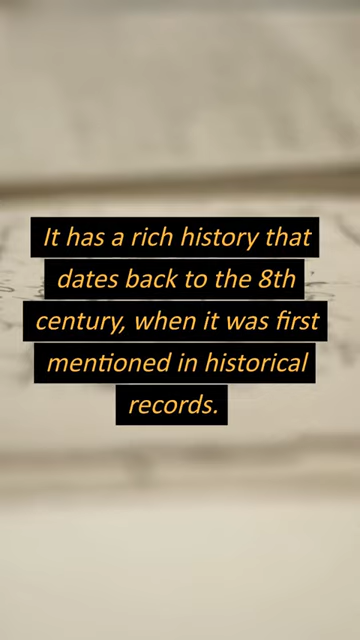 It has a rich history that
dates back to the 8th
century, when it was first
mentioned in historical
records.